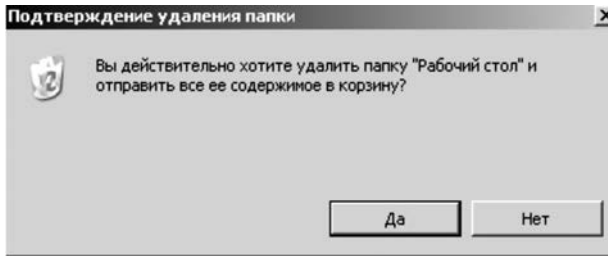 Подтверждение удаления папки
Вы действительно хотите удалить папку "Рабочий стол" и
отправить все ее содержимое в корзину?
Да
Нет